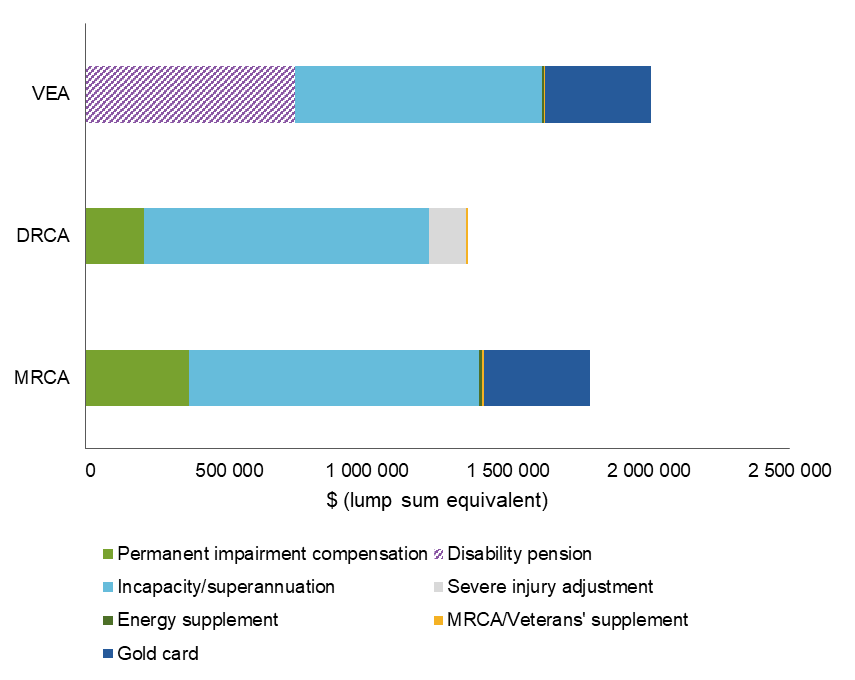 VEA
DRCA
MRCA
0 500 000 1 000 000 1 500 000 2 000 000 2 500 000
$ (lump sum equivalent)
Permanent impairment compensation Disability pension
Incapacity/superannuation Severe injury adjustment
Energy supplement MRCA/Veterans' supplement
Gold card